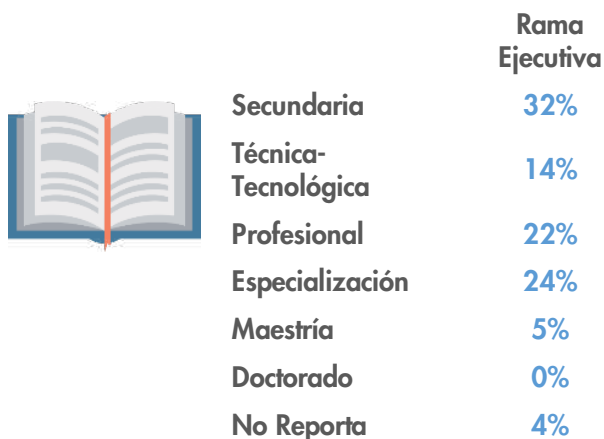 Rama
Ejecutiva
Secundaria 32%
Técnica-
Tecnológica 14%
Profesional 22%
Especialización 24%
Maestría 5%
Doctorado 0%
No Reporta 4%